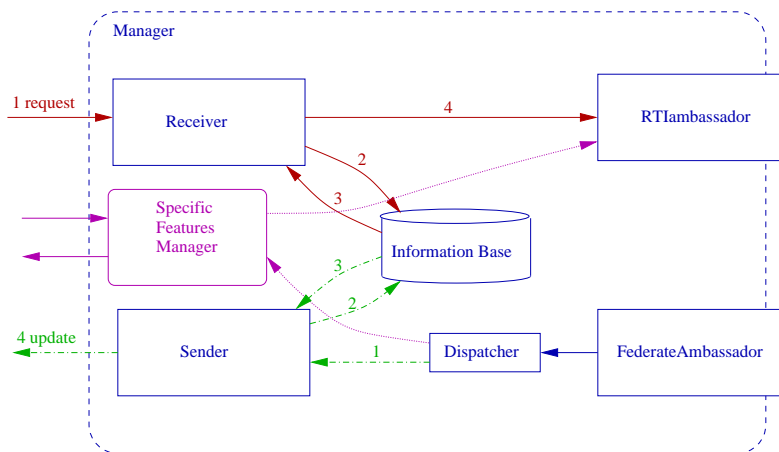 Manager
1 request
Receiver
4
RTIambassador
2
3
Specific
Features
Manager
Information Base
3
2
4 update
Sender
1
Dispatcher
FederateAmbassador